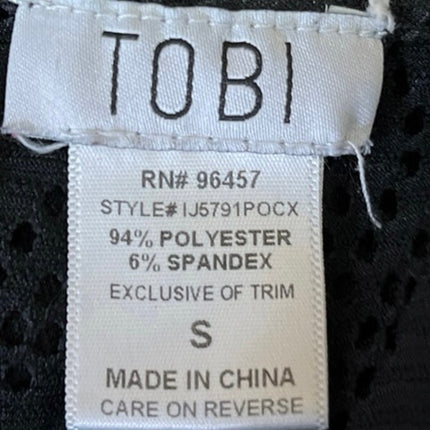 TOBI
RN# 96457
STYLE# IJ5791POCX
94% POLYESTER
6% SPANDEX
EXCLUSIVE OF TRIM
S
MADE IN CHINA
CARE ON REVERSE